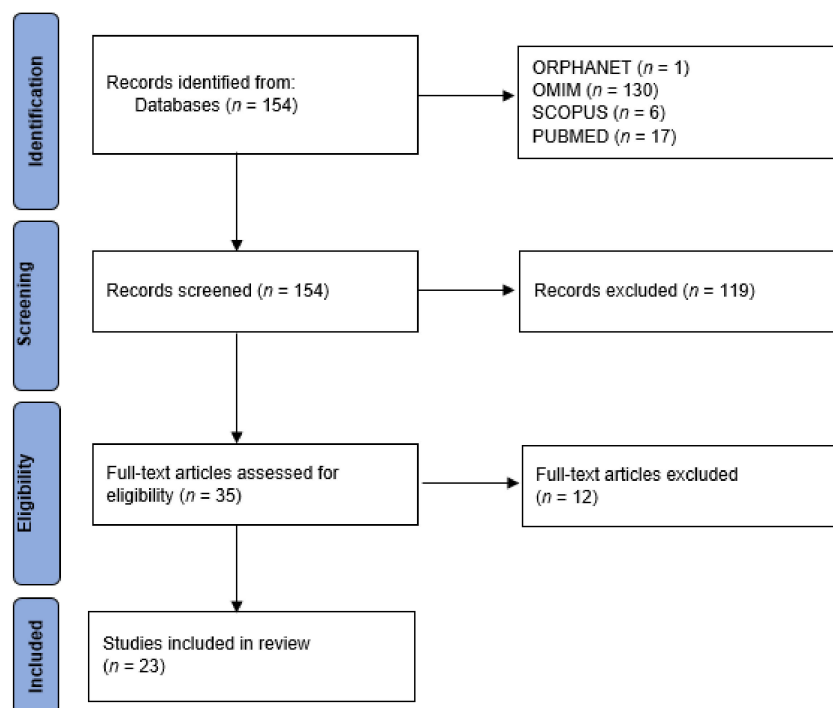 Identification
Records identified from:
Databases (n = 154)
ORPHANET (n = 1)
OMIM (n = 130)
SCOPUS (n = 6)
PUBMED (n = 17)
Screening
Records screened (n = 154)
Records excluded (n = 119)
Eligibility
Full-text articles assessed for
eligibility (n = 35)
Full-text articles excluded
(n = 12)
Included
Studies included in review
(n = 23)